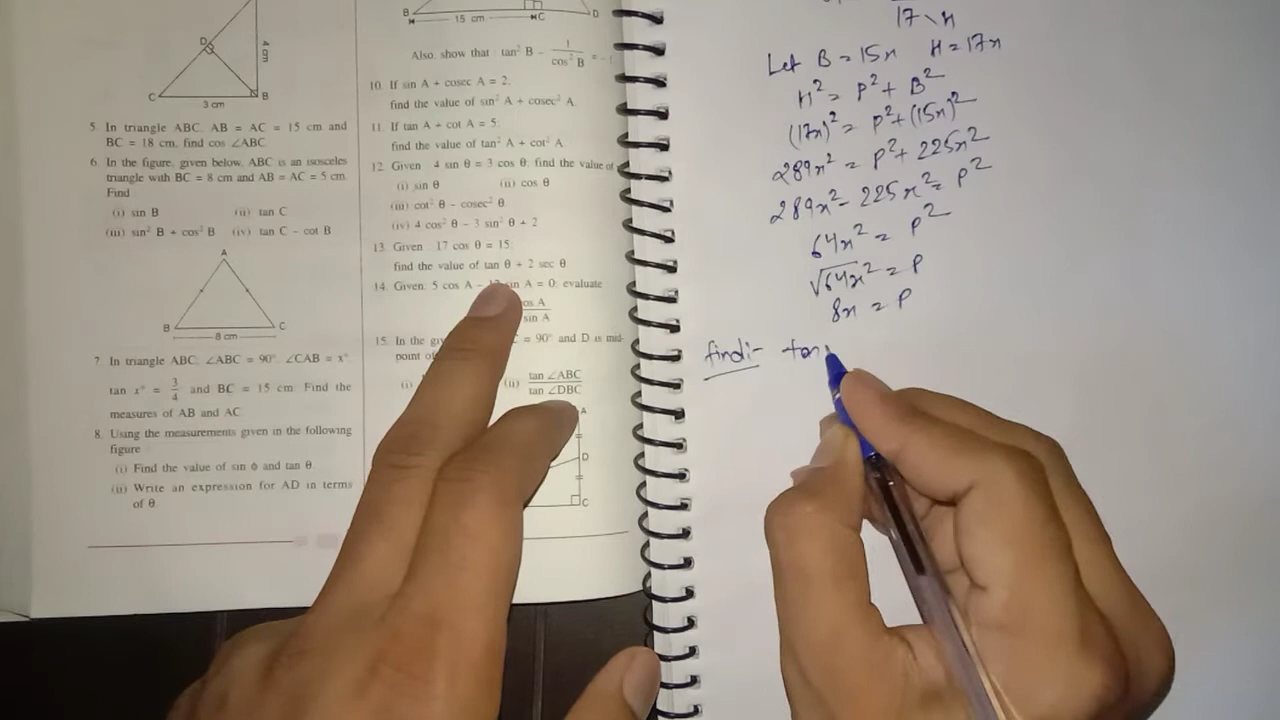 D
4 cm
C
3 cm
B
5. In triangle ABC, AB = AC = 15 cm and
BC = 18 cm, find cos ∠ABC.
6. In the figure, given below, ABC is an isosceles
triangle with BC = 8 cm and AB = AC = 5 cm.
Find
(i) sin B (ii) tan C
(iii) sin² B + cos² B (iv) tan C - cot B
A
B C
8 cm
7. In triangle ABC; ∠ABC = 90°, ∠CAB = x°,
tan x° = 3/4 and BC = 15 cm. Find the
measures of AB and AC.
8. Using the measurements given in the following
figure
(i) Find the value of sin ϕ and tan θ
(ii) Write an expression for AD in terms
of θ.
B C D
15 cm
Also, show that : tan² B - 1/cos² B = -
10. If sin A + cosec A = 2;
find the value of sin² A + cosec² A.
11. If tan A + cot A = 5;
find the value of tan² A + cot² A.
12. Given : 4 sin θ = 3 cos θ; find the value of
(i) sin θ (ii) cos θ
(iii) cot² θ - cosec² θ.
(iv) 4 cos² θ - 3 sin² θ + 2
13. Given : 17 cos θ = 15;
find the value of tan θ + 2 sec θ.
14. Given 5 cos A - sin A = 0; evaluate
os A
sin A
15. In the = 90° and D is mid-
point of
(i) (ii) tan ∠ABC / tan ∠DBC
A
D
C
17 x
Let B = 15x H = 17x
H² = P² + B²
(17x)² = P² + (15x)²
289x² = P² + 225x²
289x² - 225x² = P²
64x² = P²
√64x² = P
8x = P
find:- tan